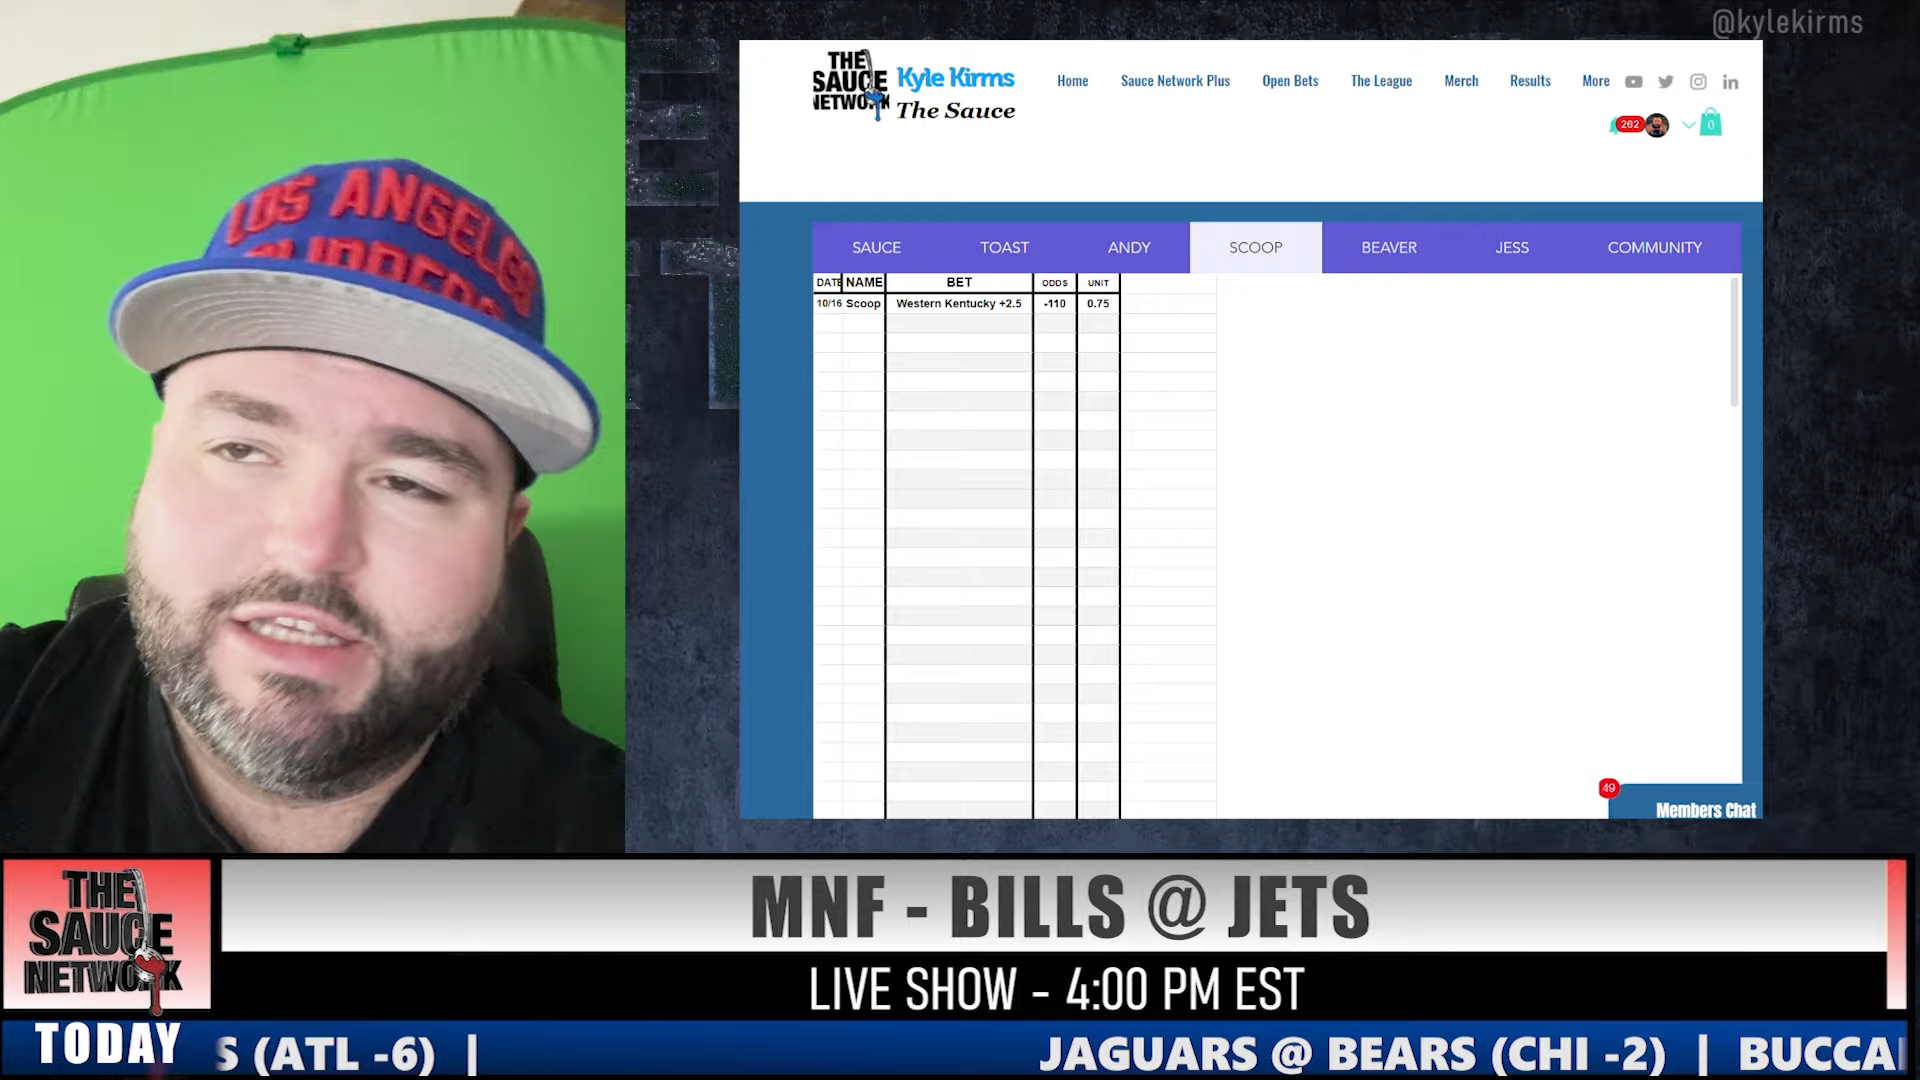 @kylekirms
THE
SAUCE
NETWORK
Kyle Kirms
The Sauce
Home Sauce Network Plus Open Bets The League Merch Results More
262
0
SAUCE TOAST ANDY SCOOP BEAVER JESS COMMUNITY
DATE NAME BET ODDS UNIT
10/16 Scoop Western Kentucky +2.5 -110 0.75
LOS ANGELES
CLIPPERS
49
Members Chat
THE
SAUCE
NETWORK
MNF - BILLS @ JETS
LIVE SHOW - 4:00 PM EST
TODAY
S (ATL -6) | JAGUARS @ BEARS (CHI -2) | BUCCA